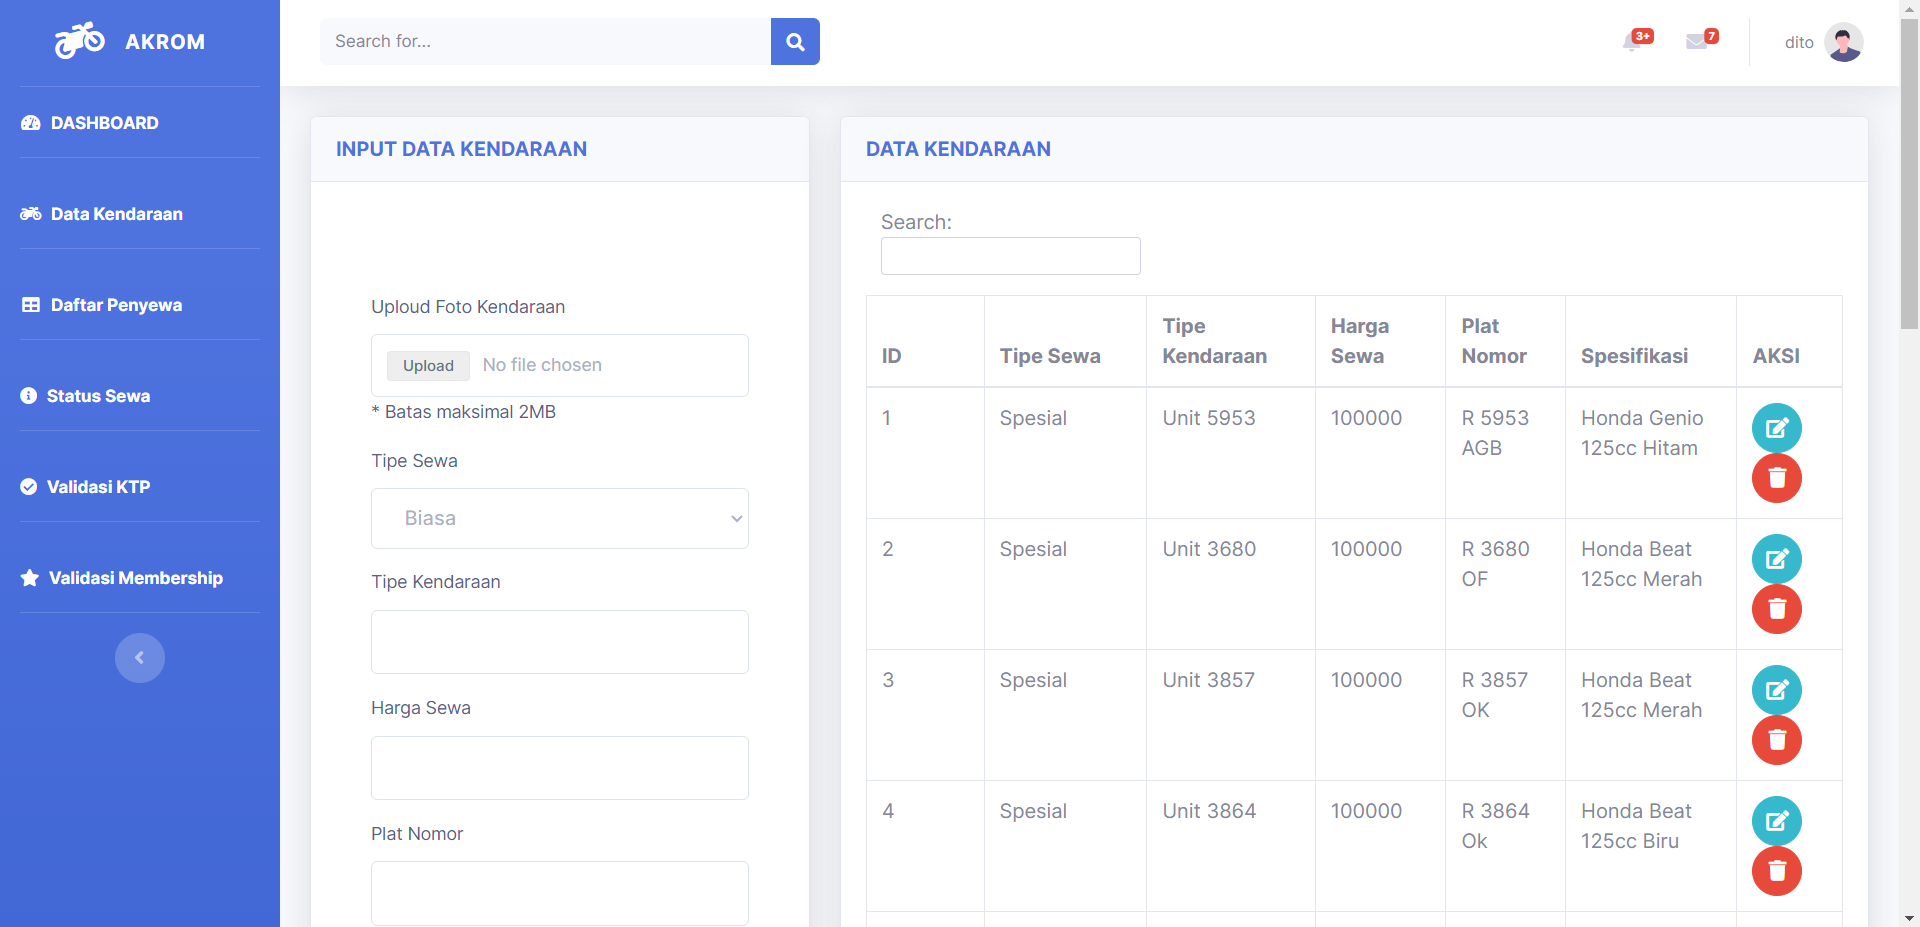 AKROM
DASHBOARD
Data Kendaraan
Daftar Penyewa
Status Sewa
Validasi KTP
Validasi Membership
Search for...
3+
7
dito
INPUT DATA KENDARAAN
Uploud Foto Kendaraan
Upload No file chosen
* Batas maksimal 2MB
Tipe Sewa
Biasa
Tipe Kendaraan
Harga Sewa
Plat Nomor
DATA KENDARAAN
Search:
ID Tipe Sewa Tipe Kendaraan Harga Sewa Plat Nomor Spesifikasi AKSI
1 Spesial Unit 5953 100000 R 5953 AGB Honda Genio 125cc Hitam
2 Spesial Unit 3680 100000 R 3680 OF Honda Beat 125cc Merah
3 Spesial Unit 3857 100000 R 3857 OK Honda Beat 125cc Merah
4 Spesial Unit 3864 100000 R 3864 Ok Honda Beat 125cc Biru